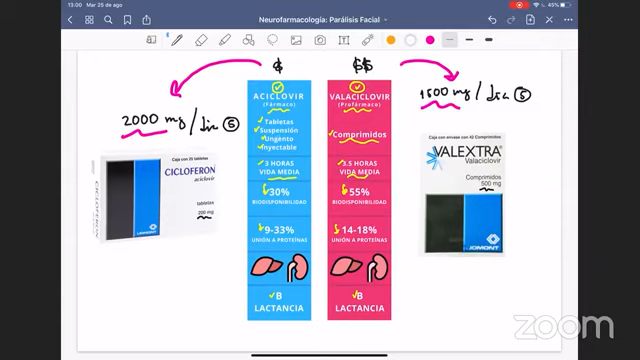 13:00 Mar 25 de ago
45%
Neurofarmacología: Parálisis Facial
$
$$
2000 mg/día 5
1500 mg/día 5
ACICLOVIR
(Fármaco)
Tabletas
Suspensión
Ungento
Inyectable
3 HORAS
VIDA MEDIA
30%
BIODISPONIBILIDAD
9-33%
UNIÓN A PROTEÍNAS
B
LACTANCIA
VALACICLOVIR
(Profármaco)
Comprimidos
3.5 HORAS
VIDA MEDIA
55%
BIODISPONIBILIDAD
14-18%
UNIÓN A PROTEÍNAS
B
LACTANCIA
Caja con 25 tabletas
CICLOFERON
aciclovir
tabletas
200 mg
LIOMONT
CICLOFERON
Caja con envase con 42 Comprimidos
VALEXTRA
Valaciclovir
Comprimidos
500 mg
LIOMONT
zoom